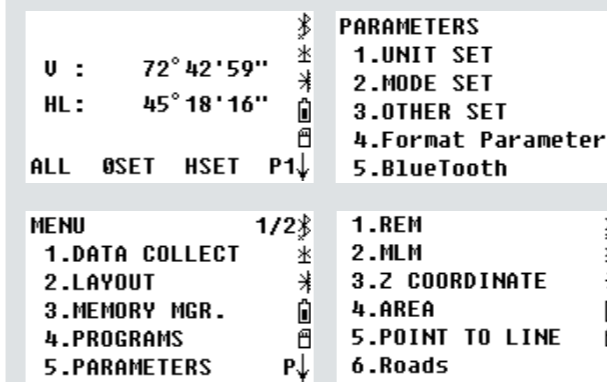 V : 72°42'59"
HL: 45°18'16"
ALL 0SET HSET P1↓
PARAMETERS
1.UNIT SET
2.MODE SET
3.OTHER SET
4.Format Parameter
5.BlueTooth
MENU 1/2
1.DATA COLLECT
2.LAYOUT
3.MEMORY MGR.
4.PROGRAMS
5.PARAMETERS P↓
1.REM
2.MLM
3.Z COORDINATE
4.AREA
5.POINT TO LINE
6.Roads